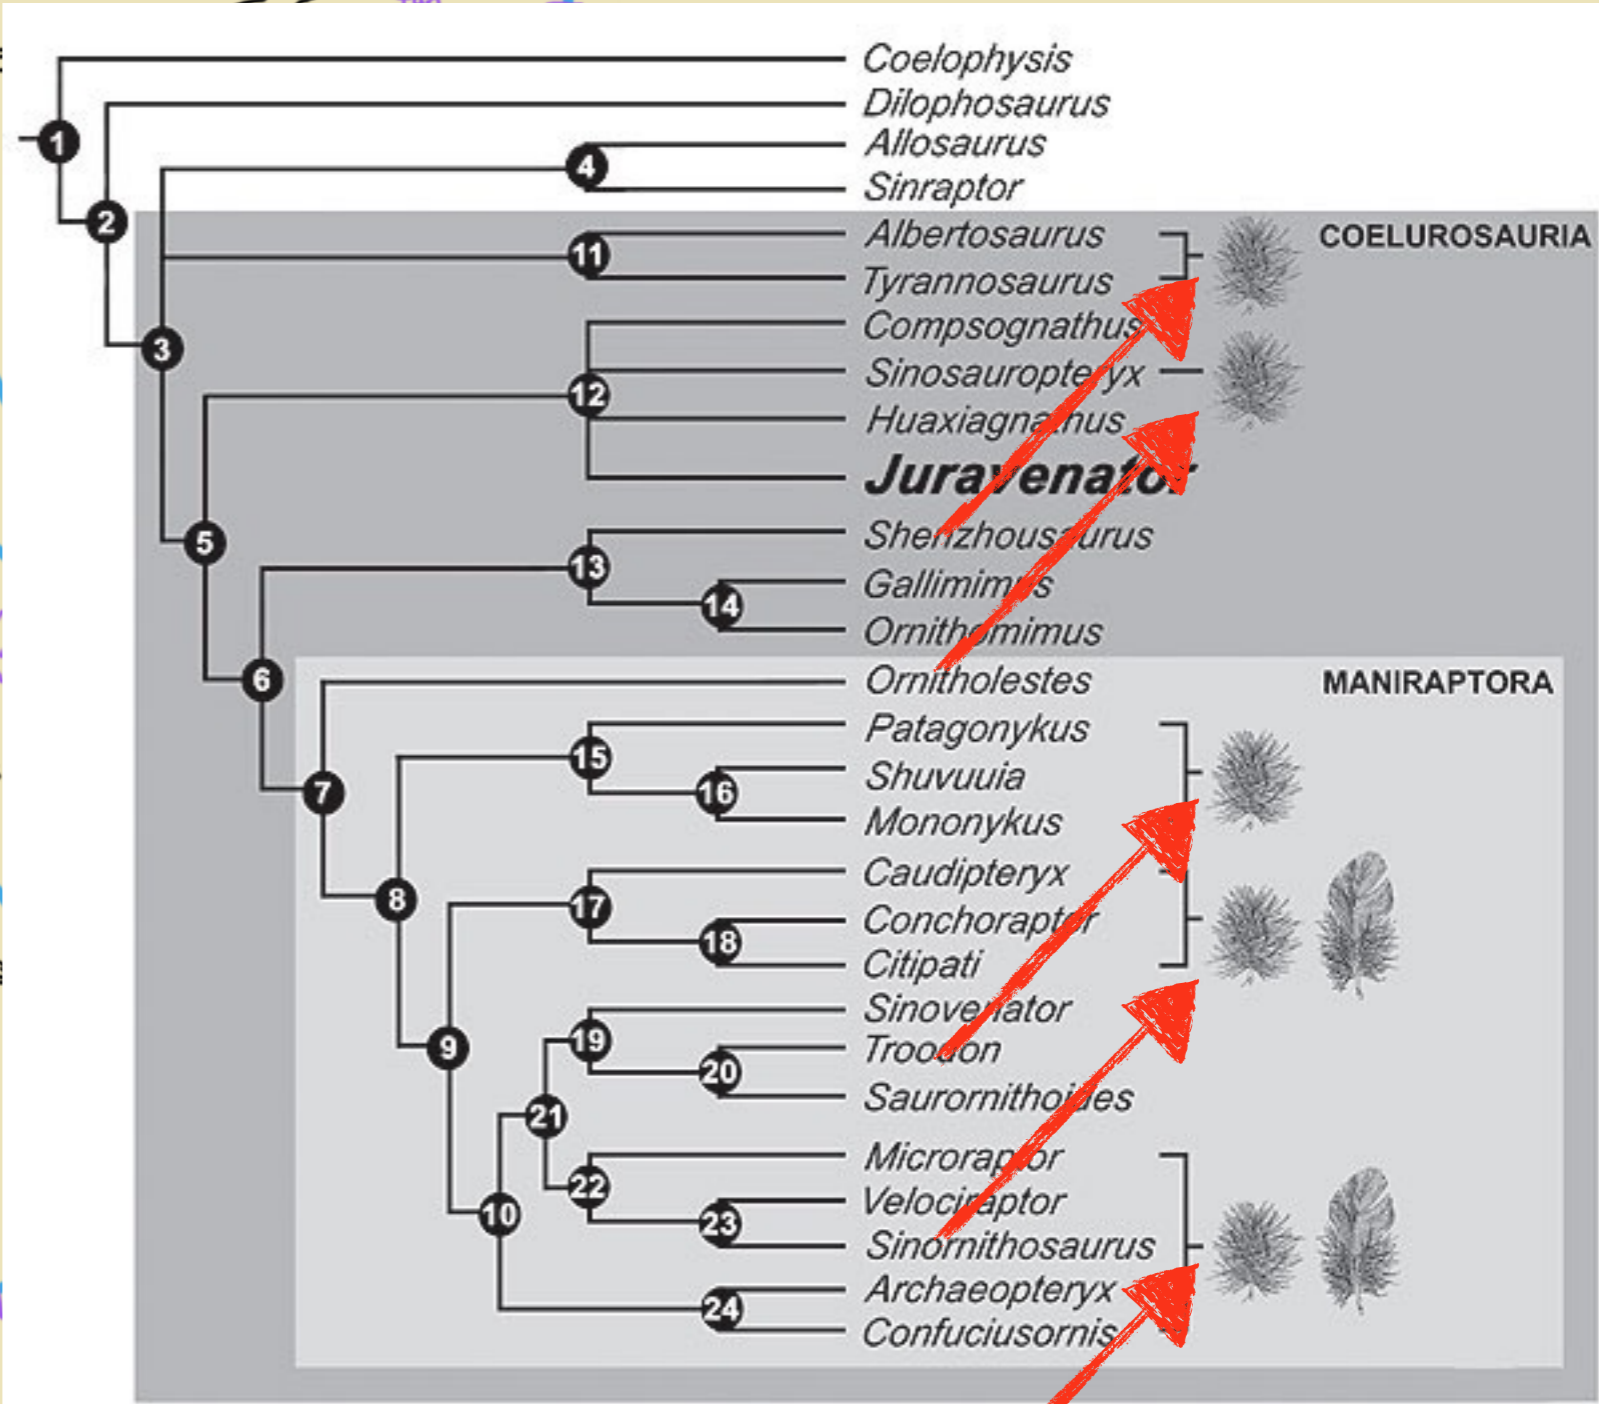 Coelophysis
Dilophosaurus
Allosaurus
Sinraptor
Albertosaurus
COELUROSAURIA
Tyrannosaurus
Compsognathus
Sinosauropteryx
Huaxiagnathus
Juravenator
Shenzhousaurus
Gallimimus
Ornithomimus
Ornitholestes
MANIRAPTORA
Patagonykus
Shuvuuia
Mononykus
Caudipteryx
Conchoraptor
Citipati
Sinovenator
Troodon
Saurornithoides
Microraptor
Velociraptor
Sinornithosaurus
Archaeopteryx
Confuciusornis
1
2
3
4
5
6
7
8
9
10
11
12
13
14
15
16
17
18
19
20
21
22
23
24